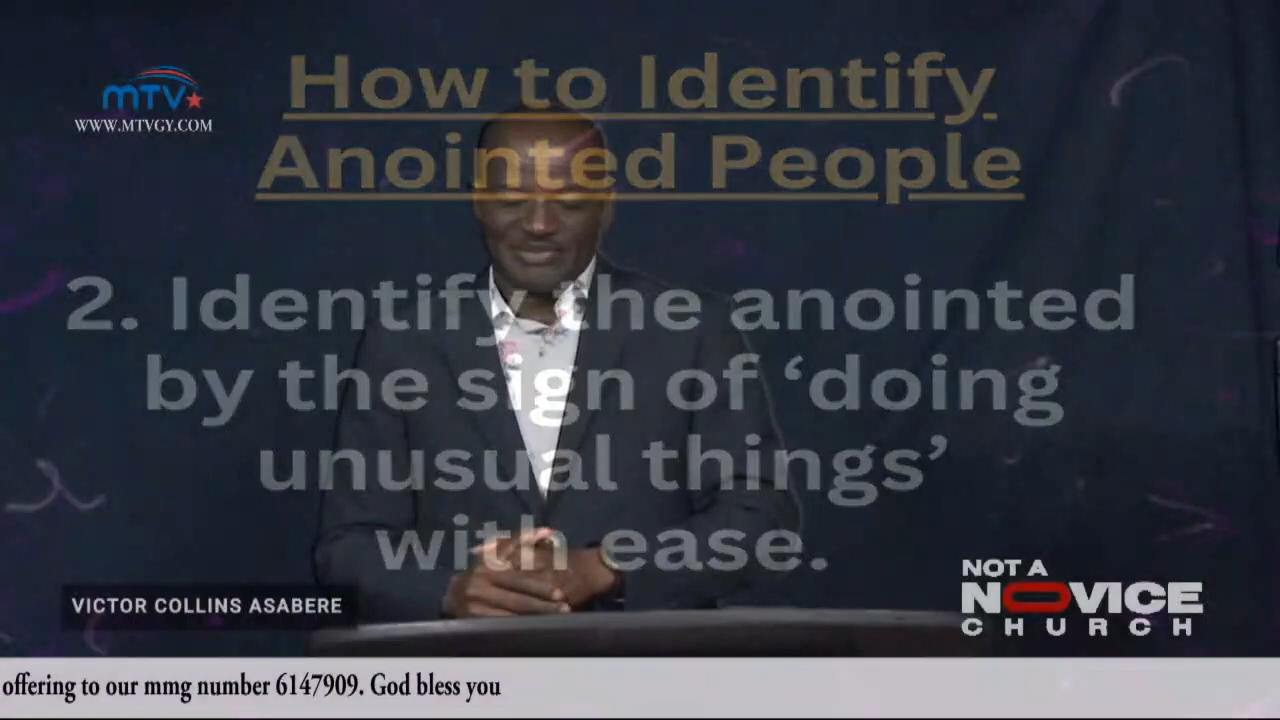 mtv
WWW.MTVGY.COM
How to Identify
Anointed People
2. Identify the anointed
by the sign of ‘doing
unusual things’
with ease.
VICTOR COLLINS ASABERE
NOT A
NOVICE
CHURCH
offering to our mmg number 6147909. God bless you